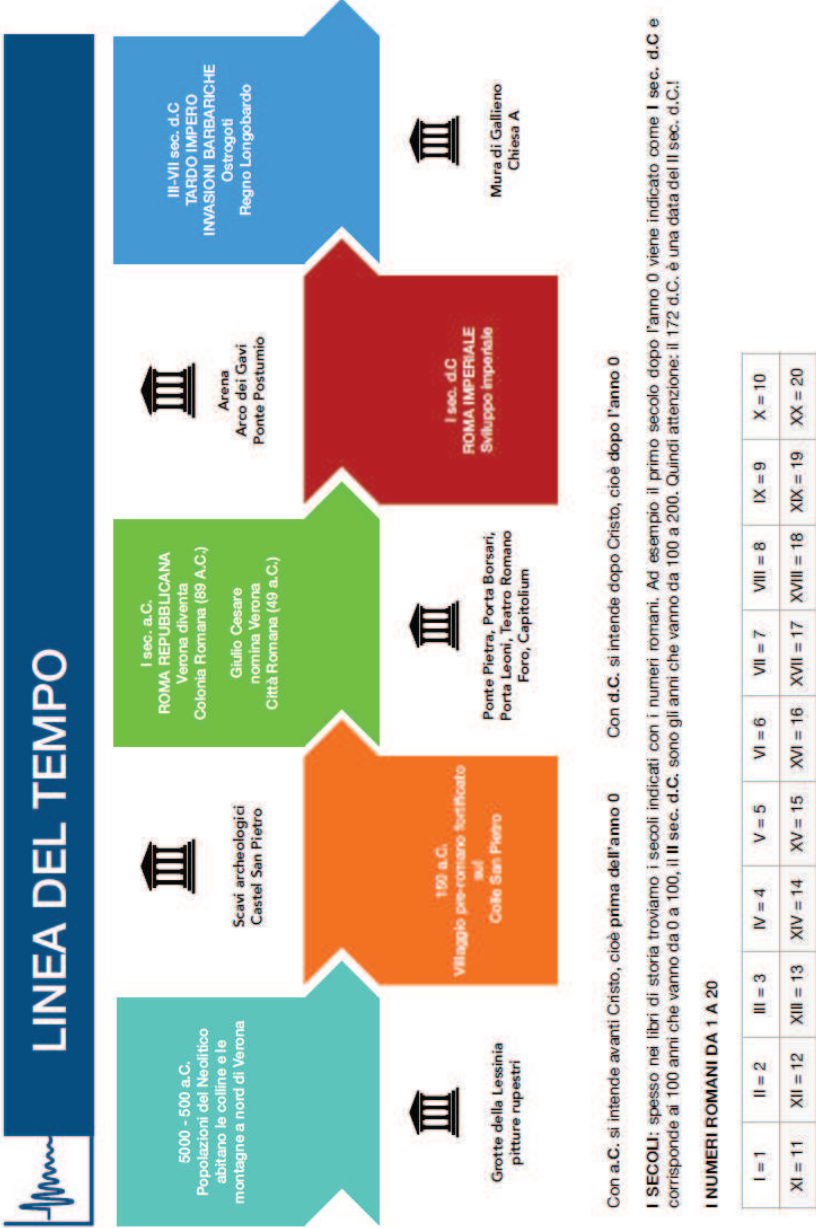 LINEA DEL TEMPO
5000 - 500 a.C.
Popolazioni del Neolitico
abitano le colline e le
montagne a nord di Verona
Grotte della Lessinia
pitture rupestri
Scavi archeologici
Castel San Pietro
150 a.C.
Villaggio pre-romano fortificato
sul
Colle San Pietro
I sec. a.C.
ROMA REPUBBLICANA
Verona diventa
Colonia Romana (89 A.C.)
Giulio Cesare
nomina Verona
Città Romana (49 a.C.)
Ponte Pietra, Porta Borsari,
Porta Leoni, Teatro Romano
Foro, Capitolium
Arena
Arco dei Gavi
Ponte Postumio
I sec. d.C
ROMA IMPERIALE
Sviluppo imperiale
III-VII sec. d.C
TARDO IMPERO
INVASIONI BARBARICHE
Ostrogoti
Regno Longobardo
Mura di Gallieno
Chiesa A
Con a.C. si intende avanti Cristo, cioè prima dell'anno 0 Con d.C. si intende dopo Cristo, cioè dopo l'anno 0
I SECOLI: spesso nei libri di storia troviamo i secoli indicati con i numeri romani. Ad esempio il primo secolo dopo l'anno 0 viene indicato come I sec. d.C e
corrisponde ai 100 anni che vanno da 0 a 100, il II sec. d.C. sono gli anni che vanno da 100 a 200. Quindi attenzione: il 172 d.C. è una data del II sec. d.C.!
I NUMERI ROMANI DA 1 A 20
I = 1 II = 2 III = 3 IV = 4 V = 5 VI = 6 VII = 7 VIII = 8 IX = 9 X = 10
XI = 11 XII = 12 XIII = 13 XIV = 14 XV = 15 XVI = 16 XVII = 17 XVIII = 18 XIX = 19 XX = 20